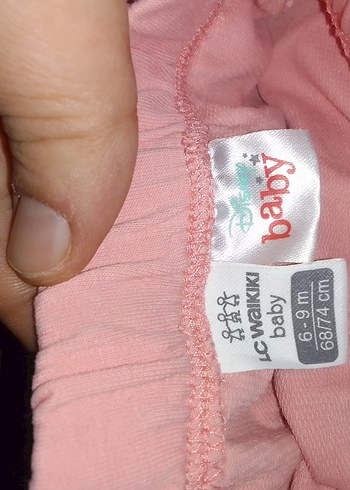 Disney
baby
LC WAIKIKI
baby
6 - 9 m
68/74 cm